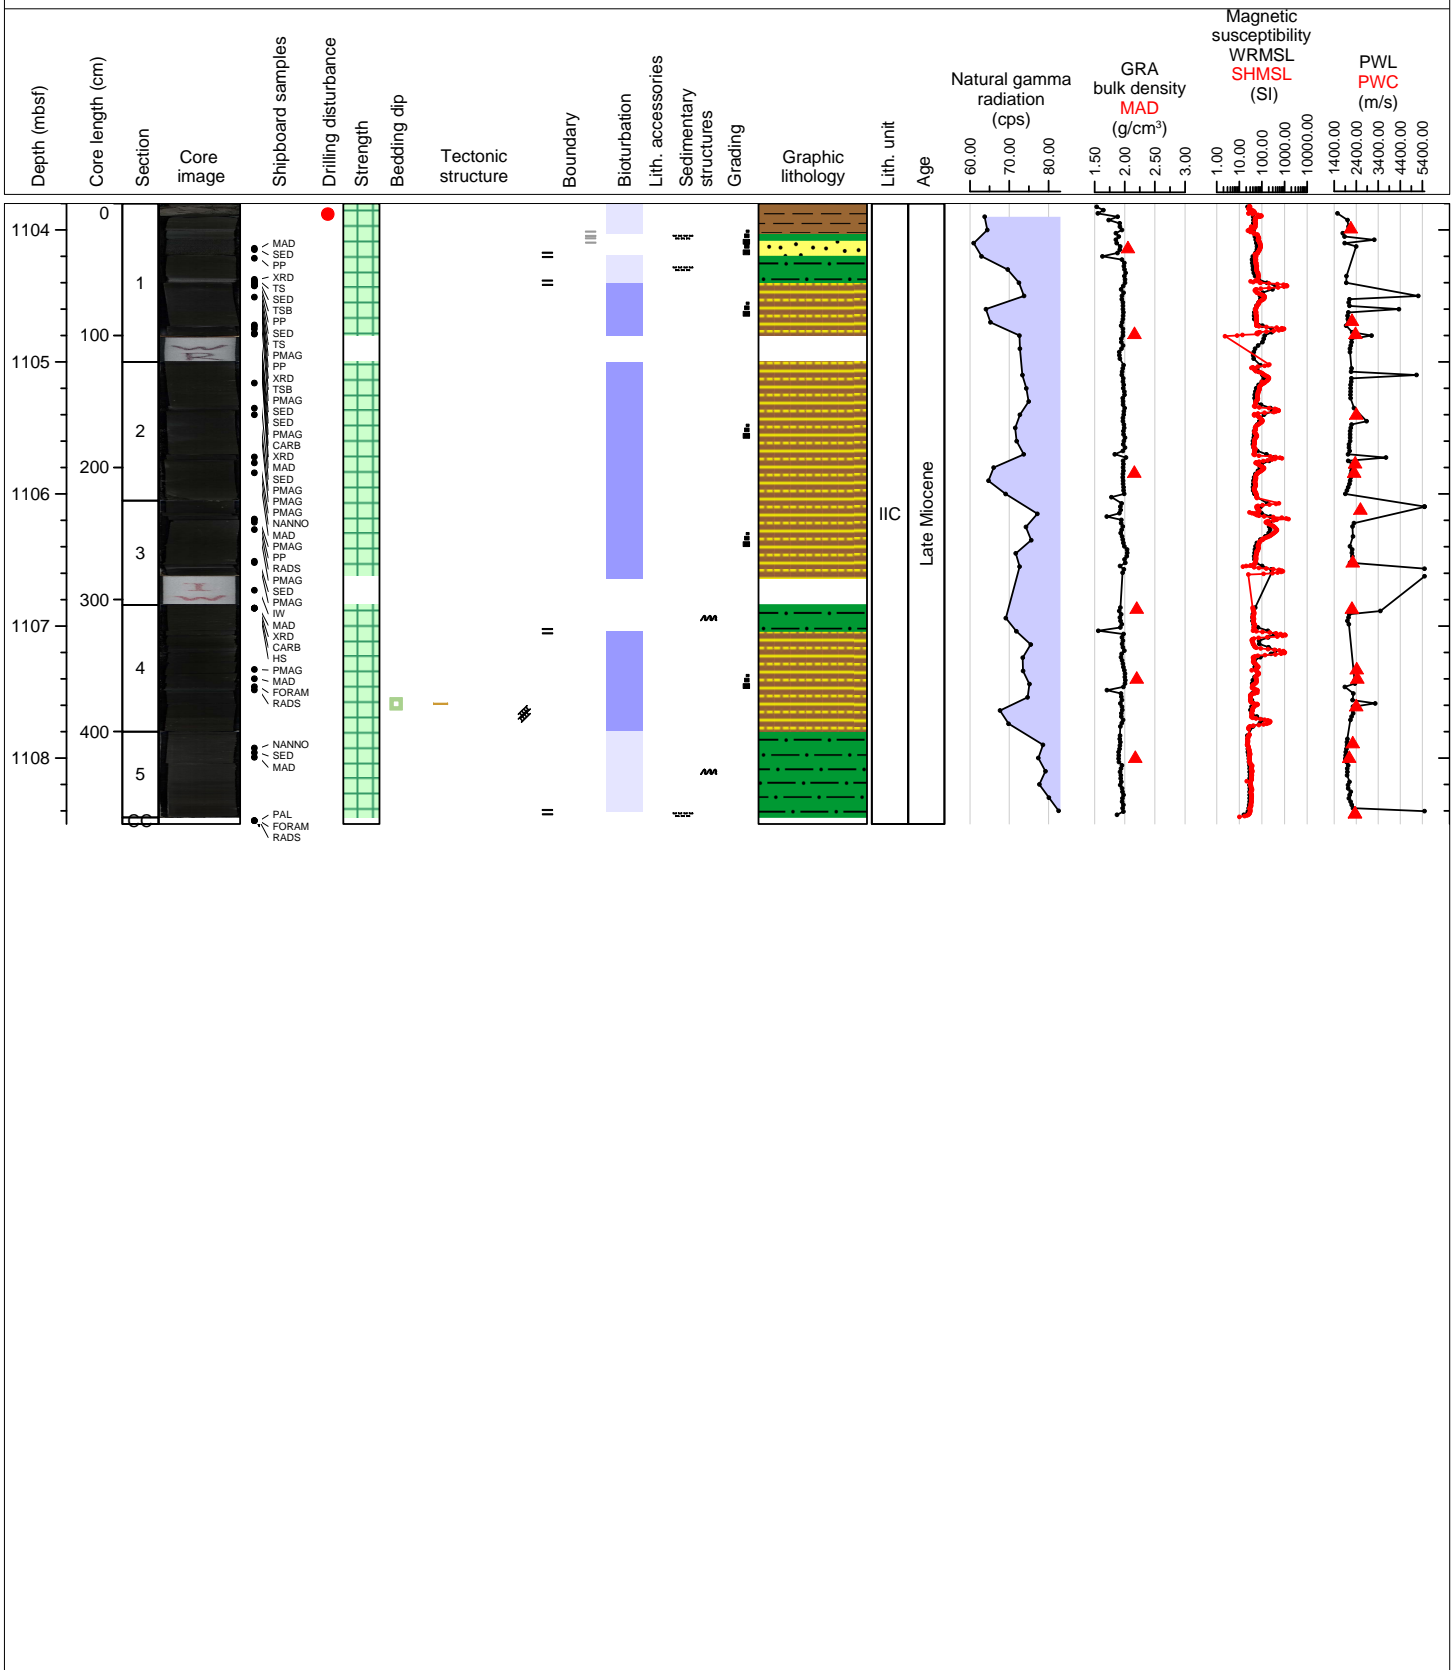 Depth (mbsf)
Core length (cm)
Section
Core
image
Shipboard samples
Drilling disturbance
Strength
Bedding dip
Tectonic
structure
Boundary
Bioturbation
Lith. accessories
Sedimentary
structures
Grading
Graphic
lithology
Lith. unit
Age
Natural gamma
radiation
(cps)
60.00
70.00
80.00
GRA
bulk density
MAD
(g/cm³)
1.50
2.00
2.50
3.00
Magnetic
susceptibility
WRMSL
SHMSL
(SI)
1.00
10.00
100.00
1000.00
10000.00
PWL
PWC
(m/s)
1400.00
2400.00
3400.00
4400.00
5400.00
1104
1105
1106
1107
1108
0
100
200
300
400
1
2
3
4
5
CC
MAD
SED
PP
XRD
TS
SED
TSB
PP
SED
TS
PMAG
PP
XRD
TSB
PMAG
SED
SED
PMAG
CARB
XRD
MAD
SED
PMAG
PMAG
PMAG
NANNO
MAD
PMAG
PP
RADS
PMAG
SED
PMAG
IW
MAD
XRD
CARB
HS
PMAG
MAD
FORAM
RADS
NANNO
SED
MAD
PAL
FORAM
RADS
IIC
Late Miocene